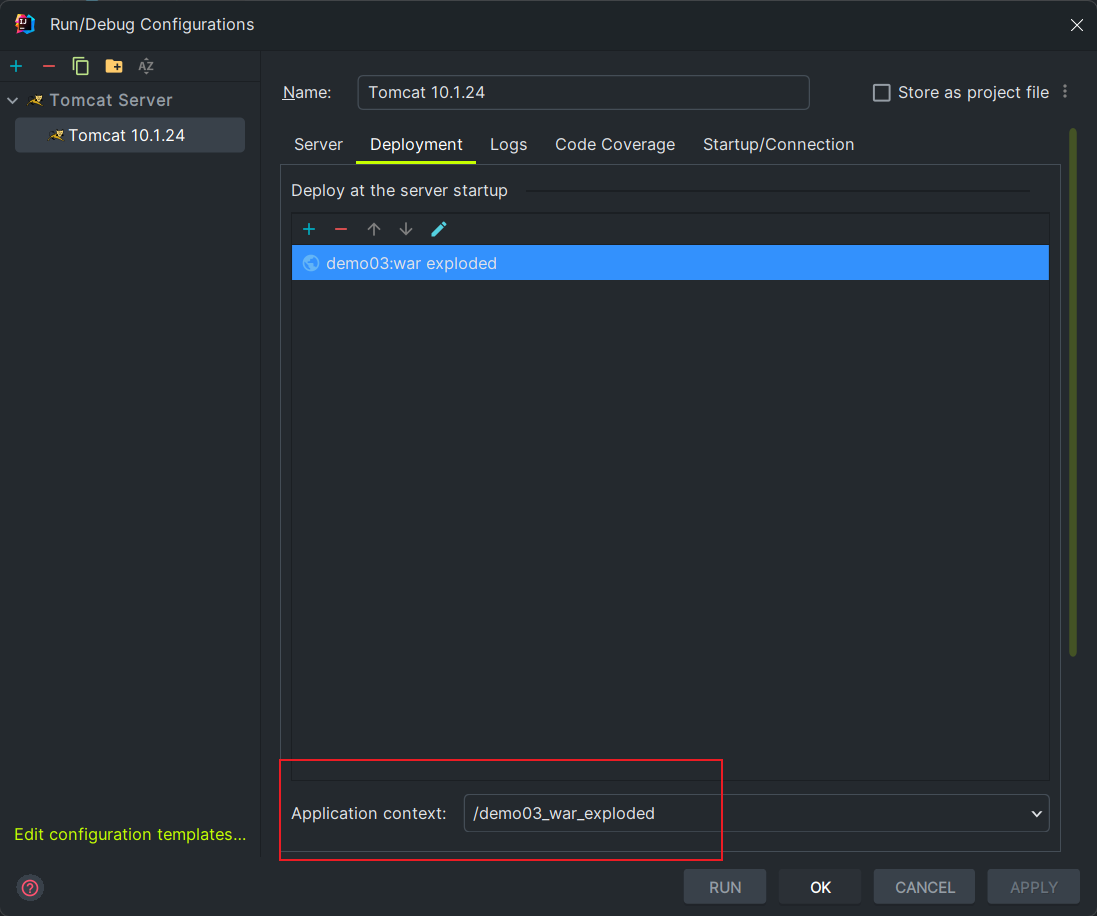 Run/Debug Configurations
Tomcat Server
Tomcat 10.1.24
Edit configuration templates...
Name: Tomcat 10.1.24 Store as project file
Server Deployment Logs Code Coverage Startup/Connection
Deploy at the server startup
demo03:war exploded
Application context: /demo03_war_exploded
RUN OK CANCEL APPLY